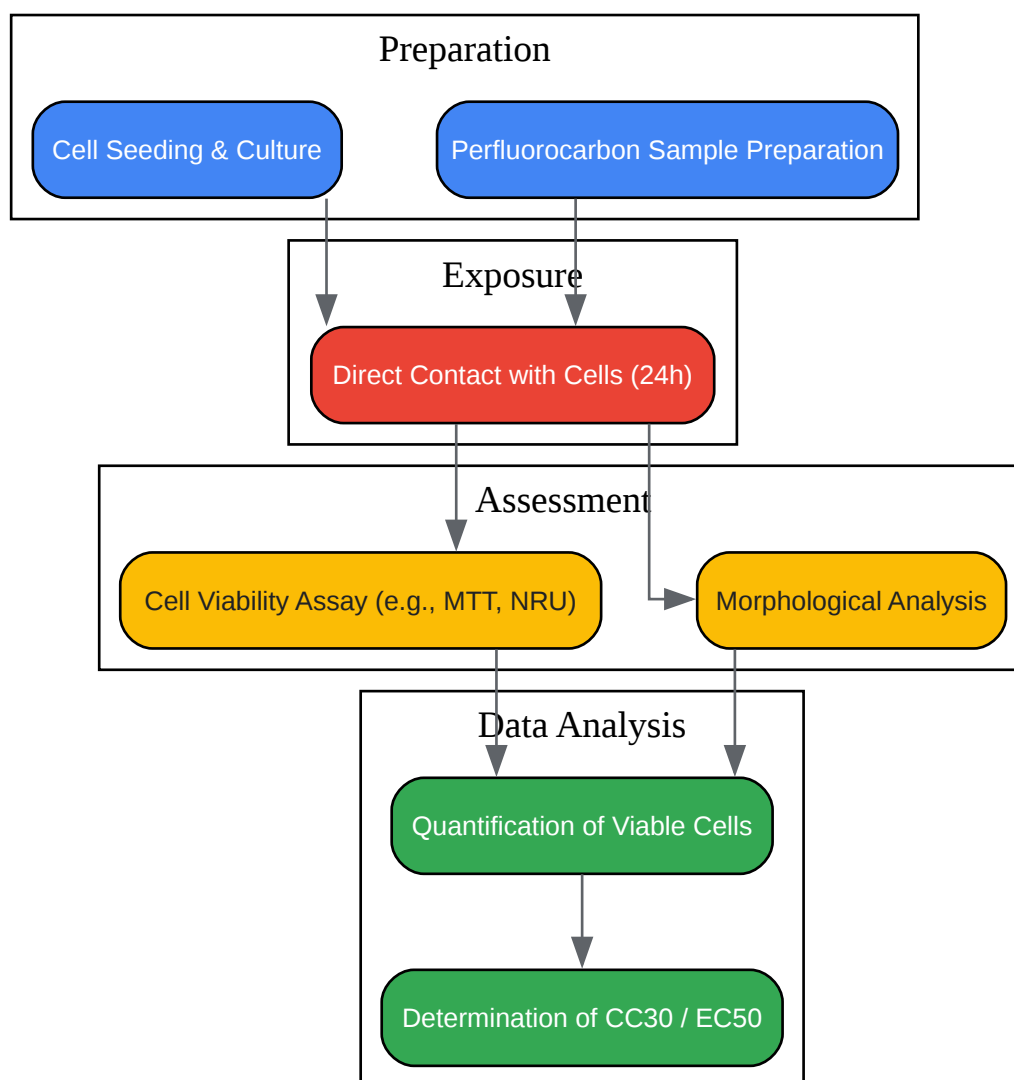 Preparation
Cell Seeding & Culture
Perfluorocarbon Sample Preparation
Exposure
Direct Contact with Cells (24h)
Assessment
Cell Viability Assay (e.g., MTT, NRU)
Morphological Analysis
Data Analysis
Quantification of Viable Cells
Determination of CC30 / EC50